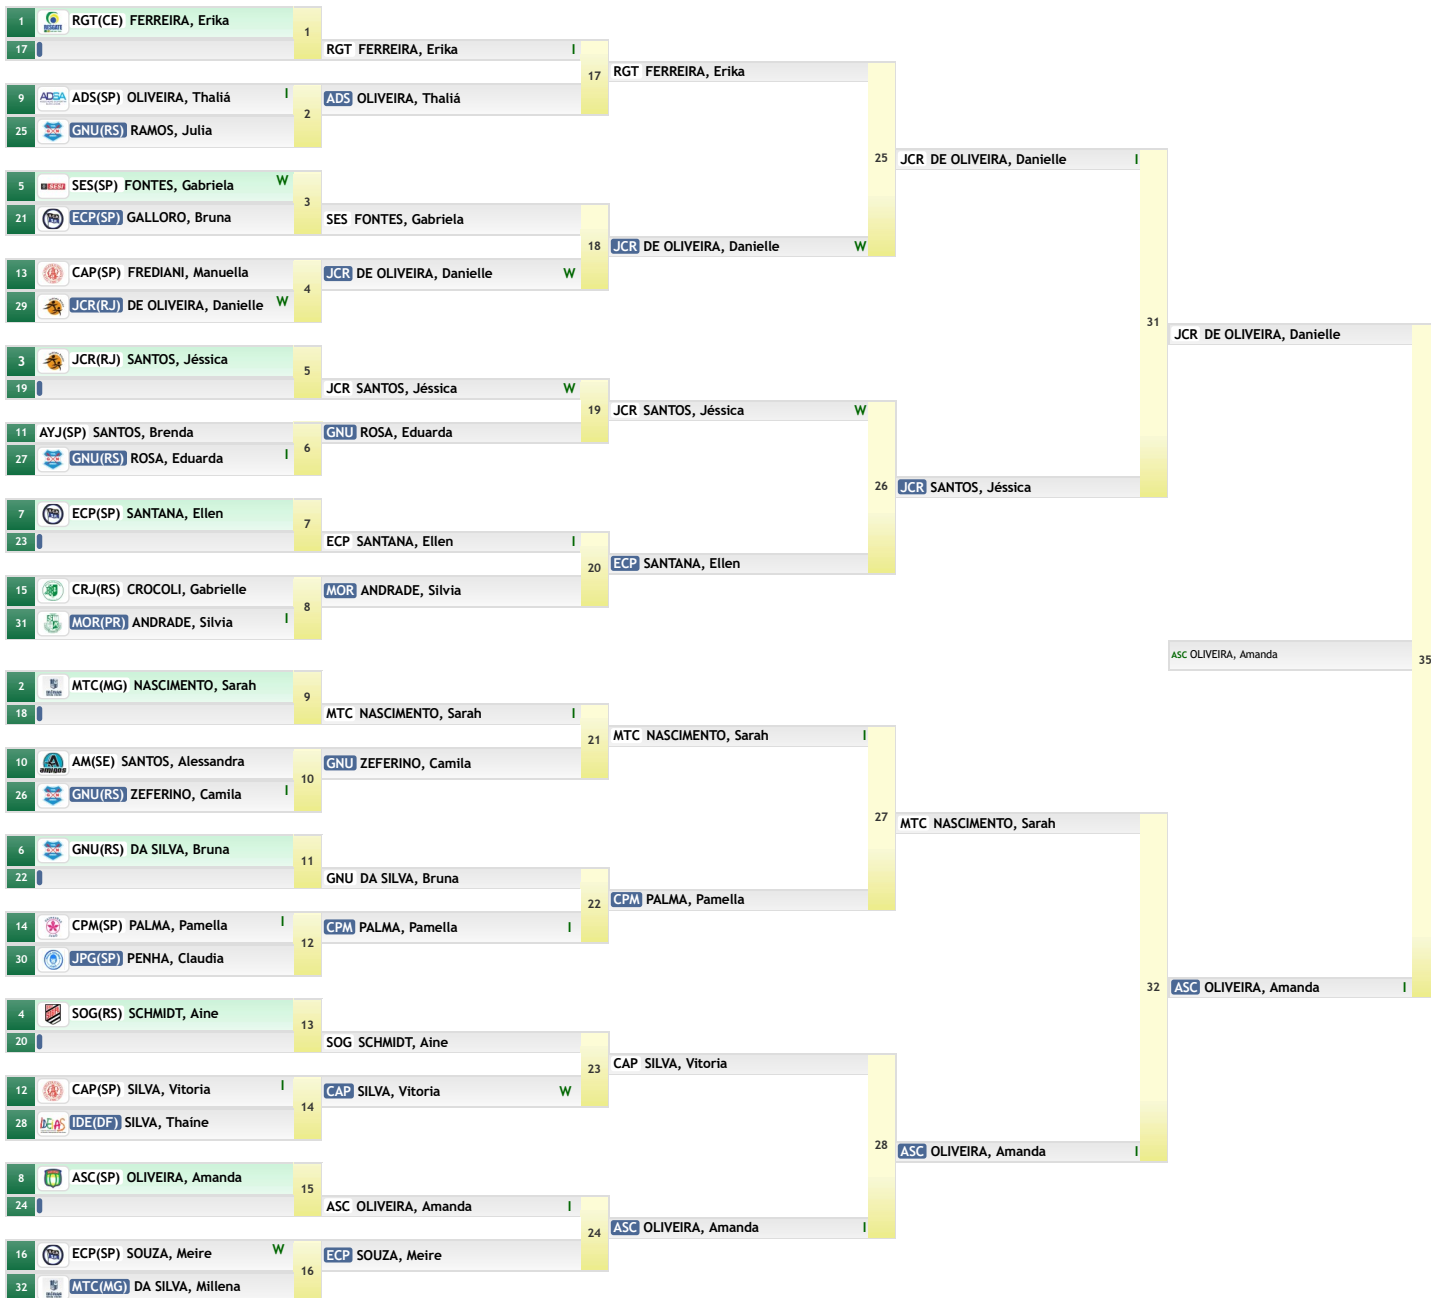 1 RGT(CE) FERREIRA, Erika
17
1
9 ADSA ADS(SP) OLIVEIRA, Thaliá I
25 GNU(RS) RAMOS, Julia
2
5 SESI SES(SP) FONTES, Gabriela W
21 ECP(SP) GALLORO, Bruna
3
13 CAP(SP) FREDIANI, Manuella
29 JCR(RJ) DE OLIVEIRA, Danielle W
4
3 JCR(RJ) SANTOS, Jéssica
19
5
11 AYJ(SP) SANTOS, Brenda
27 GNU(RS) ROSA, Eduarda I
6
7 ECP(SP) SANTANA, Ellen
23
7
15 CRJ(RS) CROCOLI, Gabrielle
31 MOR(PR) ANDRADE, Silvia I
8
2 MTC(MG) NASCIMENTO, Sarah
18
9
10 AM(SE) SANTOS, Alessandra
26 GNU(RS) ZEFERINO, Camila I
10
6 GNU(RS) DA SILVA, Bruna
22
11
14 CPM(SP) PALMA, Pamella I
30 JPG(SP) PENHA, Claudia
12
4 SOG(RS) SCHMIDT, Aine
20
13
12 CAP(SP) SILVA, Vitoria I
28 IDE(DF) SILVA, Thaíne
14
8 ASC(SP) OLIVEIRA, Amanda
24
15
16 ECP(SP) SOUZA, Meire W
32 MTC(MG) DA SILVA, Millena
16
RGT FERREIRA, Erika I
ADS OLIVEIRA, Thaliá
17
SES FONTES, Gabriela
JCR DE OLIVEIRA, Danielle W
18
JCR SANTOS, Jéssica W
GNU ROSA, Eduarda
19
ECP SANTANA, Ellen I
MOR ANDRADE, Silvia
20
MTC NASCIMENTO, Sarah I
GNU ZEFERINO, Camila
21
GNU DA SILVA, Bruna
CPM PALMA, Pamella I
22
SOG SCHMIDT, Aine
CAP SILVA, Vitoria W
23
ASC OLIVEIRA, Amanda I
ECP SOUZA, Meire
24
RGT FERREIRA, Erika
JCR DE OLIVEIRA, Danielle W
25
JCR SANTOS, Jéssica W
ECP SANTANA, Ellen
26
MTC NASCIMENTO, Sarah I
CPM PALMA, Pamella
27
CAP SILVA, Vitoria
ASC OLIVEIRA, Amanda I
28
JCR DE OLIVEIRA, Danielle I
JCR SANTOS, Jéssica
31
MTC NASCIMENTO, Sarah
ASC OLIVEIRA, Amanda I
32
JCR DE OLIVEIRA, Danielle
ASC OLIVEIRA, Amanda
35
ASC OLIVEIRA, Amanda I